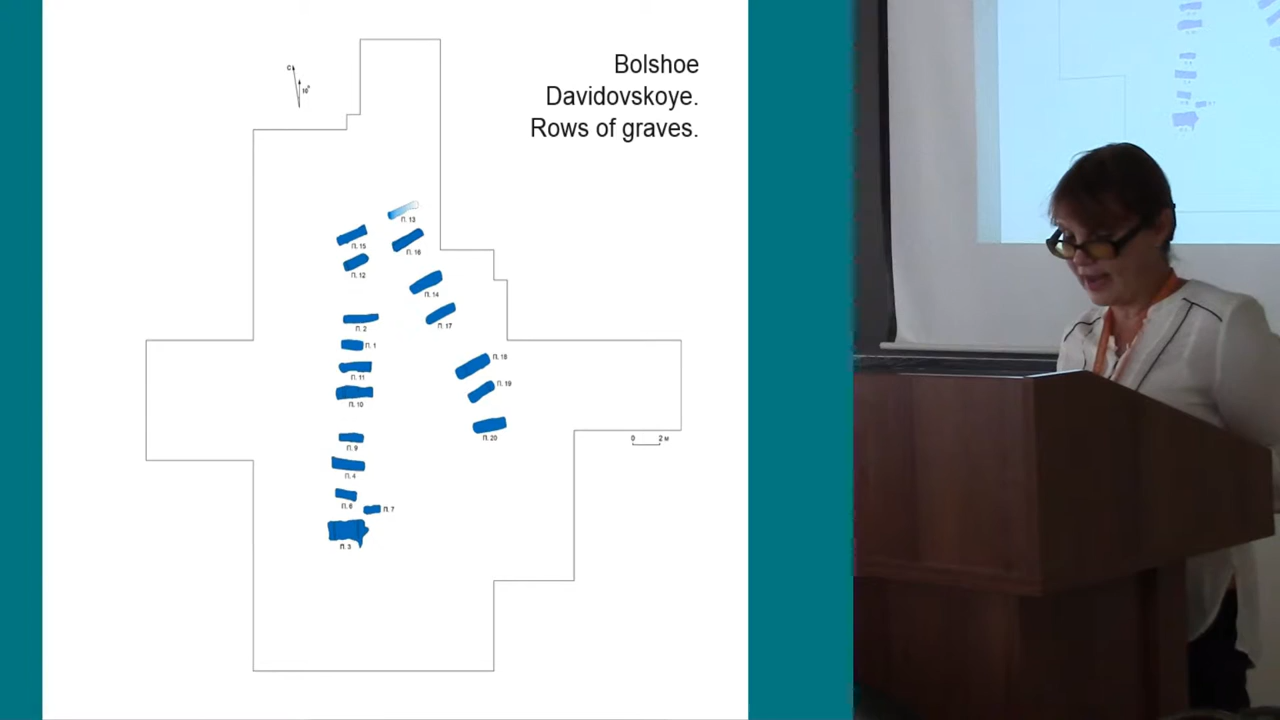 Bolshoe
Davidovskoye.
Rows of graves.
С
10°
П. 13
П. 15
П. 16
П. 12
П. 14
П. 2
П. 17
П. 1
П. 18
П. 11
П. 19
П. 10
П. 20
0 2 м
П. 9
П. 4
П. 6
П. 7
П. 3